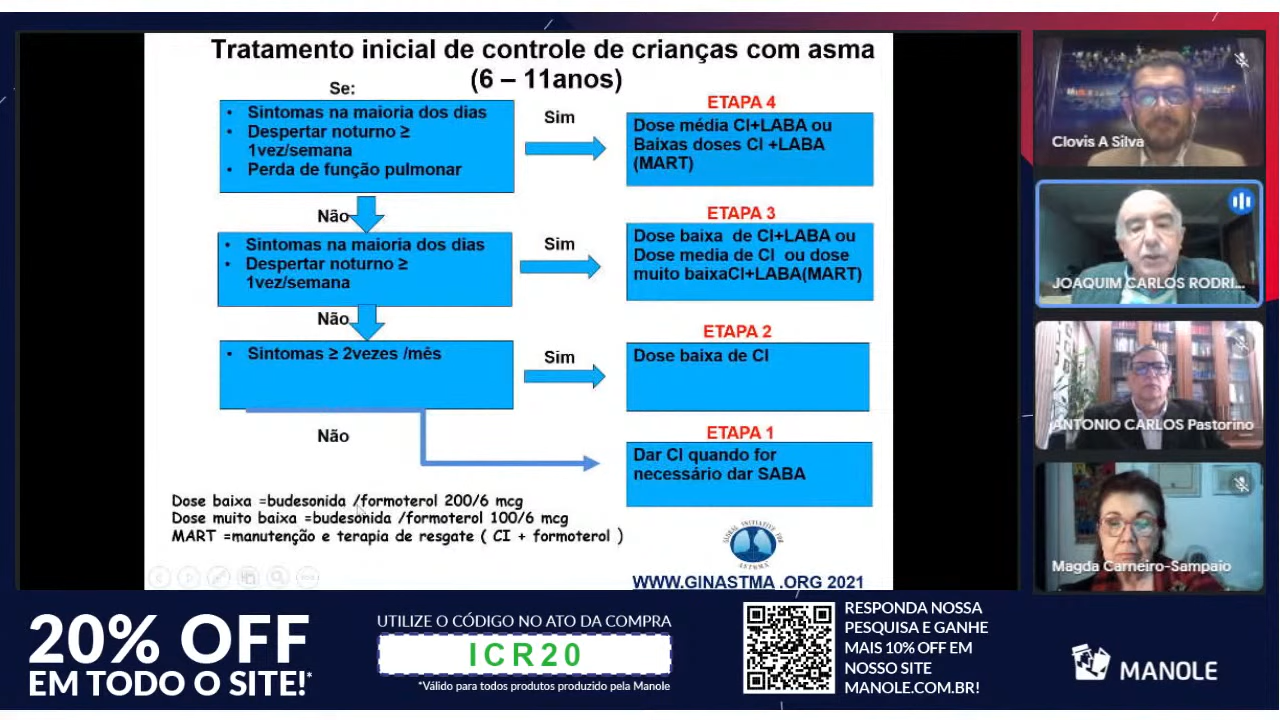 Tratamento inicial de controle de crianças com asma
(6 – 11anos)
Se:
• Sintomas na maioria dos dias
• Despertar noturno ≥
1vez/semana
• Perda de função pulmonar
Sim
ETAPA 4
Dose média CI+LABA ou
Baixas doses CI +LABA
(MART)
Não
• Sintomas na maioria dos dias
• Despertar noturno ≥
1vez/semana
Sim
ETAPA 3
Dose baixa de CI+LABA ou
Dose media de CI ou dose
muito baixaCI+LABA(MART)
Não
• Sintomas ≥ 2vezes /mês
Sim
ETAPA 2
Dose baixa de CI
Não
ETAPA 1
Dar CI quando for
necessário dar SABA
Dose baixa =budesonida /formoterol 200/6 mcg
Dose muito baixa =budesonida /formoterol 100/6 mcg
MART =manutenção e terapia de resgate ( CI + formoterol )
GLOBAL INITIATIVE FOR
ASTHMA
WWW.GINASTMA .ORG 2021
Clovis A Silva
JOAQUIM CARLOS RODRI...
ANTONIO CARLOS Pastorino
Magda Carneiro-Sampaio
20% OFF
EM TODO O SITE!*
UTILIZE O CÓDIGO NO ATO DA COMPRA
ICR20
*Válido para todos produtos produzido pela Manole
RESPONDA NOSSA
PESQUISA E GANHE
MAIS 10% OFF EM
NOSSO SITE
MANOLE.COM.BR!
MANOLE